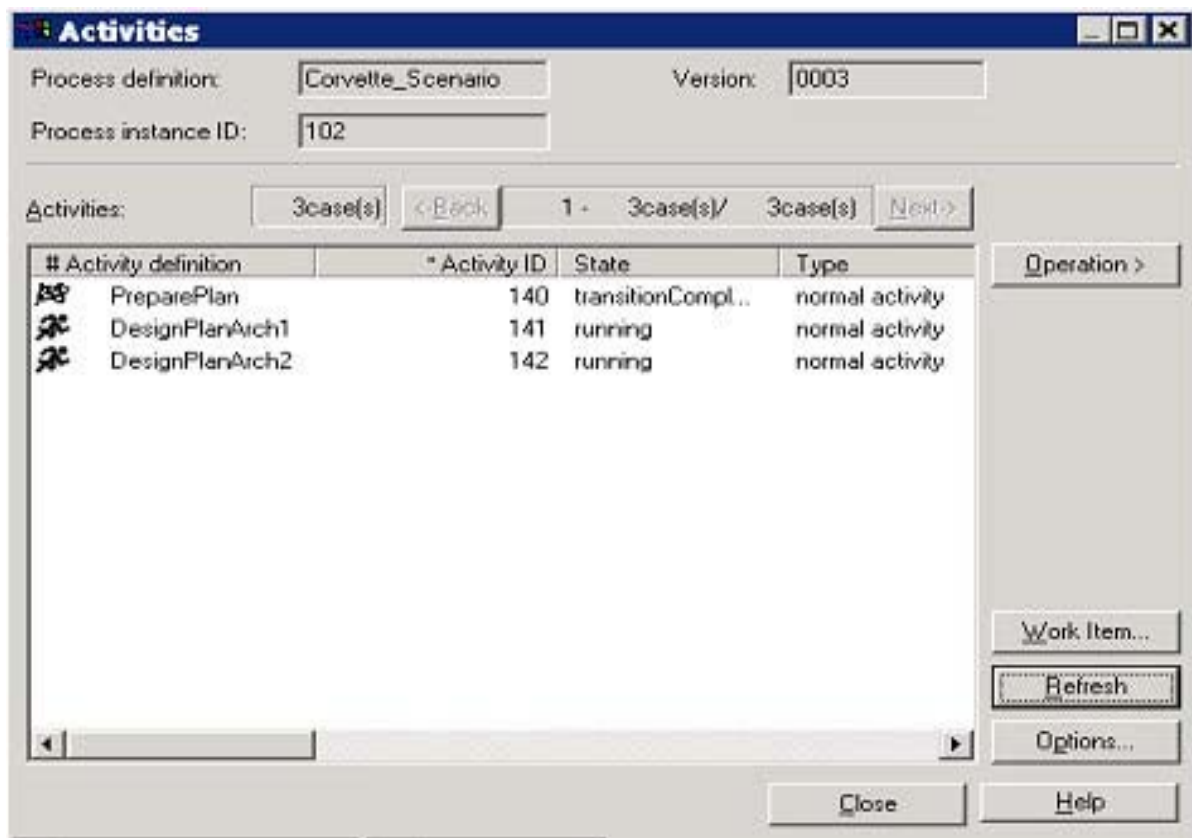 Activities
Process definition: Corvette_Scenario Version: 0003
Process instance ID: 102
Activities: 3case(s) <-Back 1 - 3case(s)/ 3case(s) Next->
# Activity definition * Activity ID State Type Operation >
PreparePlan 140 transitionCompl... normal activity
DesignPlanArch1 141 running normal activity
DesignPlanArch2 142 running normal activity
Work Item...
Refresh
Options...
Close Help